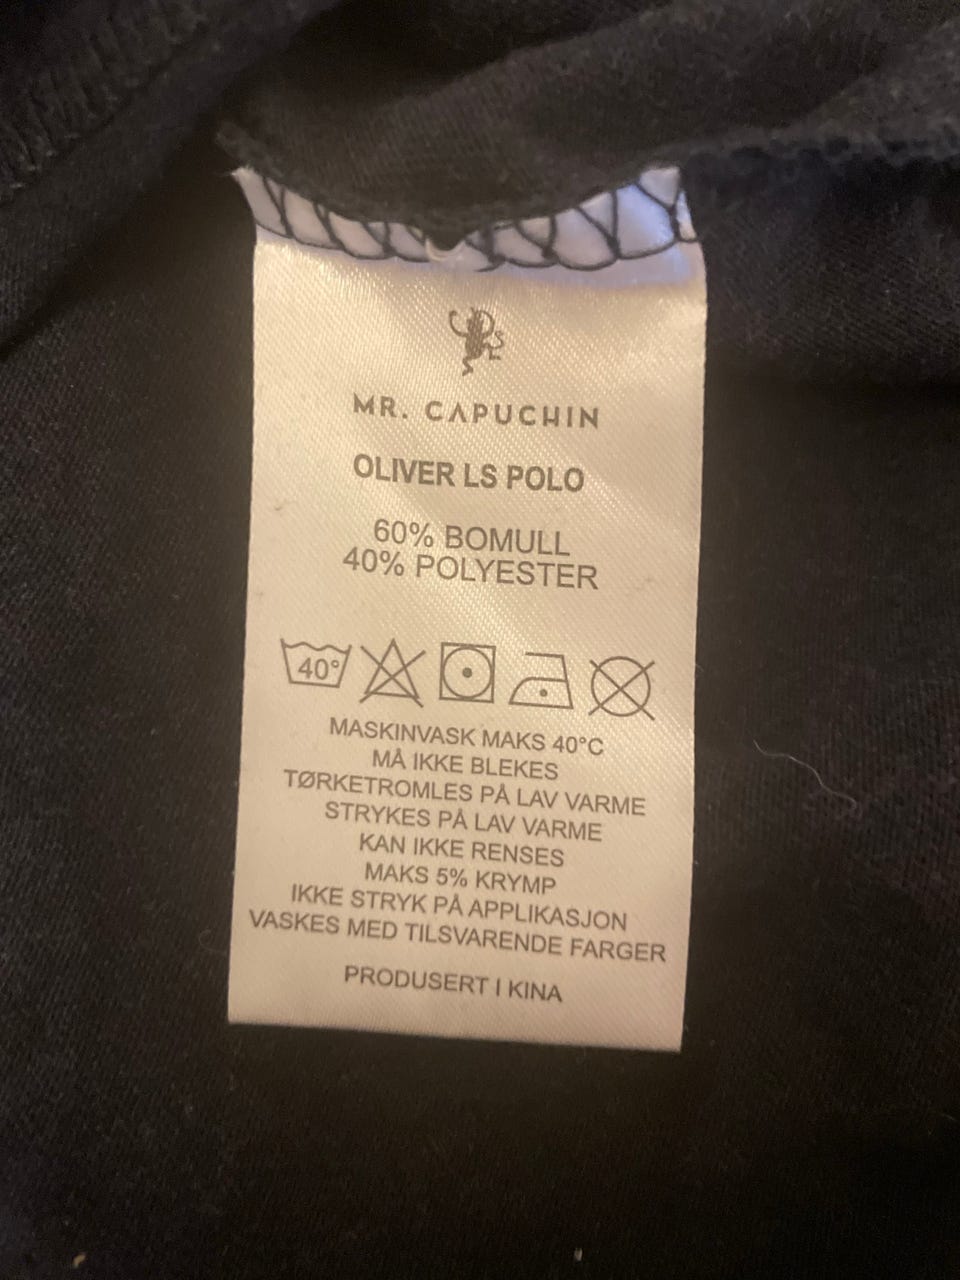 MR. CAPUCHIN
OLIVER LS POLO
60% BOMULL
40% POLYESTER
40°
MASKINVASK MAKS 40°C
MÅ IKKE BLEKES
TØRKETROMLES PÅ LAV VARME
STRYKES PÅ LAV VARME
KAN IKKE RENSES
MAKS 5% KRYMP
IKKE STRYK PÅ APPLIKASJON
VASKES MED TILSVARENDE FARGER
PRODUSERT I KINA